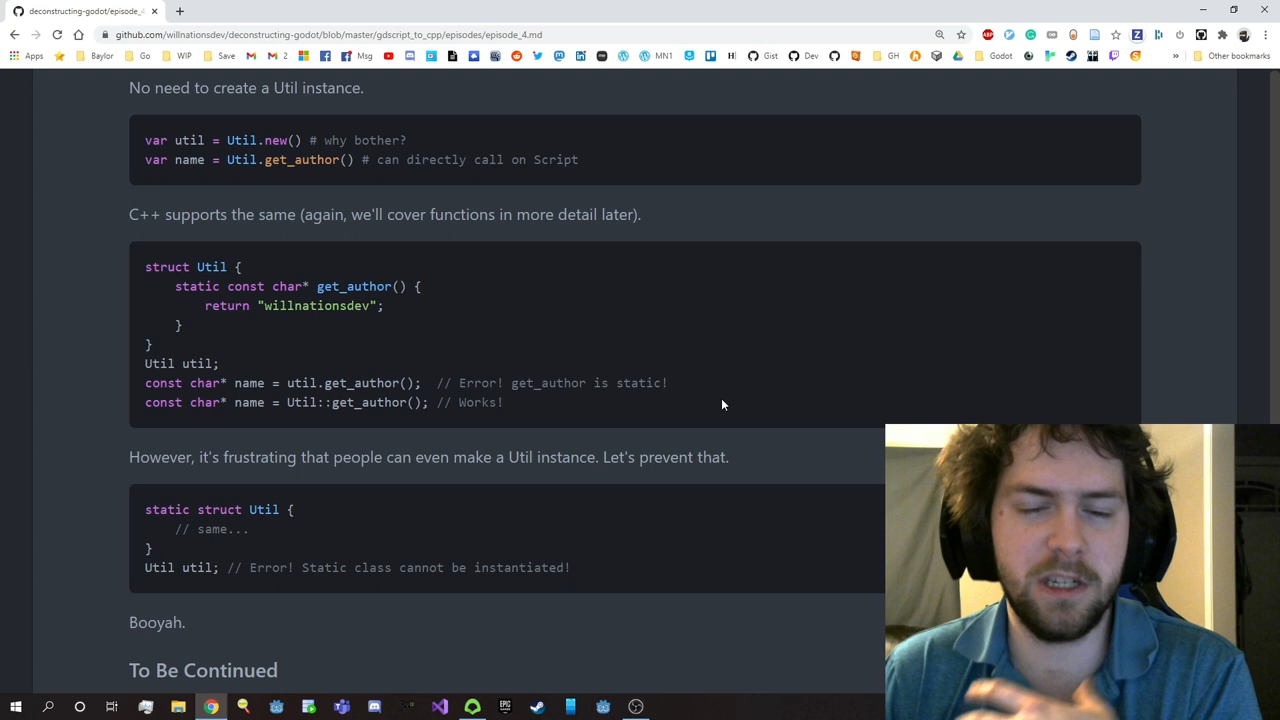 deconstructing-godot/episode_4
github.com/willnationsdev/deconstructing-godot/blob/master/gdscript_to_cpp/episodes/episode_4.md
Apps Baylor Go WIP Save 2 Msg MN1 Gist Dev GH Godot » Other bookmarks
No need to create a Util instance.
var util = Util.new() # why bother?
var name = Util.get_author() # can directly call on Script
C++ supports the same (again, we'll cover functions in more detail later).
struct Util {
static const char* get_author() {
return "willnationsdev";
}
}
Util util;
const char* name = util.get_author(); // Error! get_author is static!
const char* name = Util::get_author(); // Works!
However, it's frustrating that people can even make a Util instance. Let's prevent that.
static struct Util {
// same...
}
Util util; // Error! Static class cannot be instantiated!
Booyah.
To Be Continued